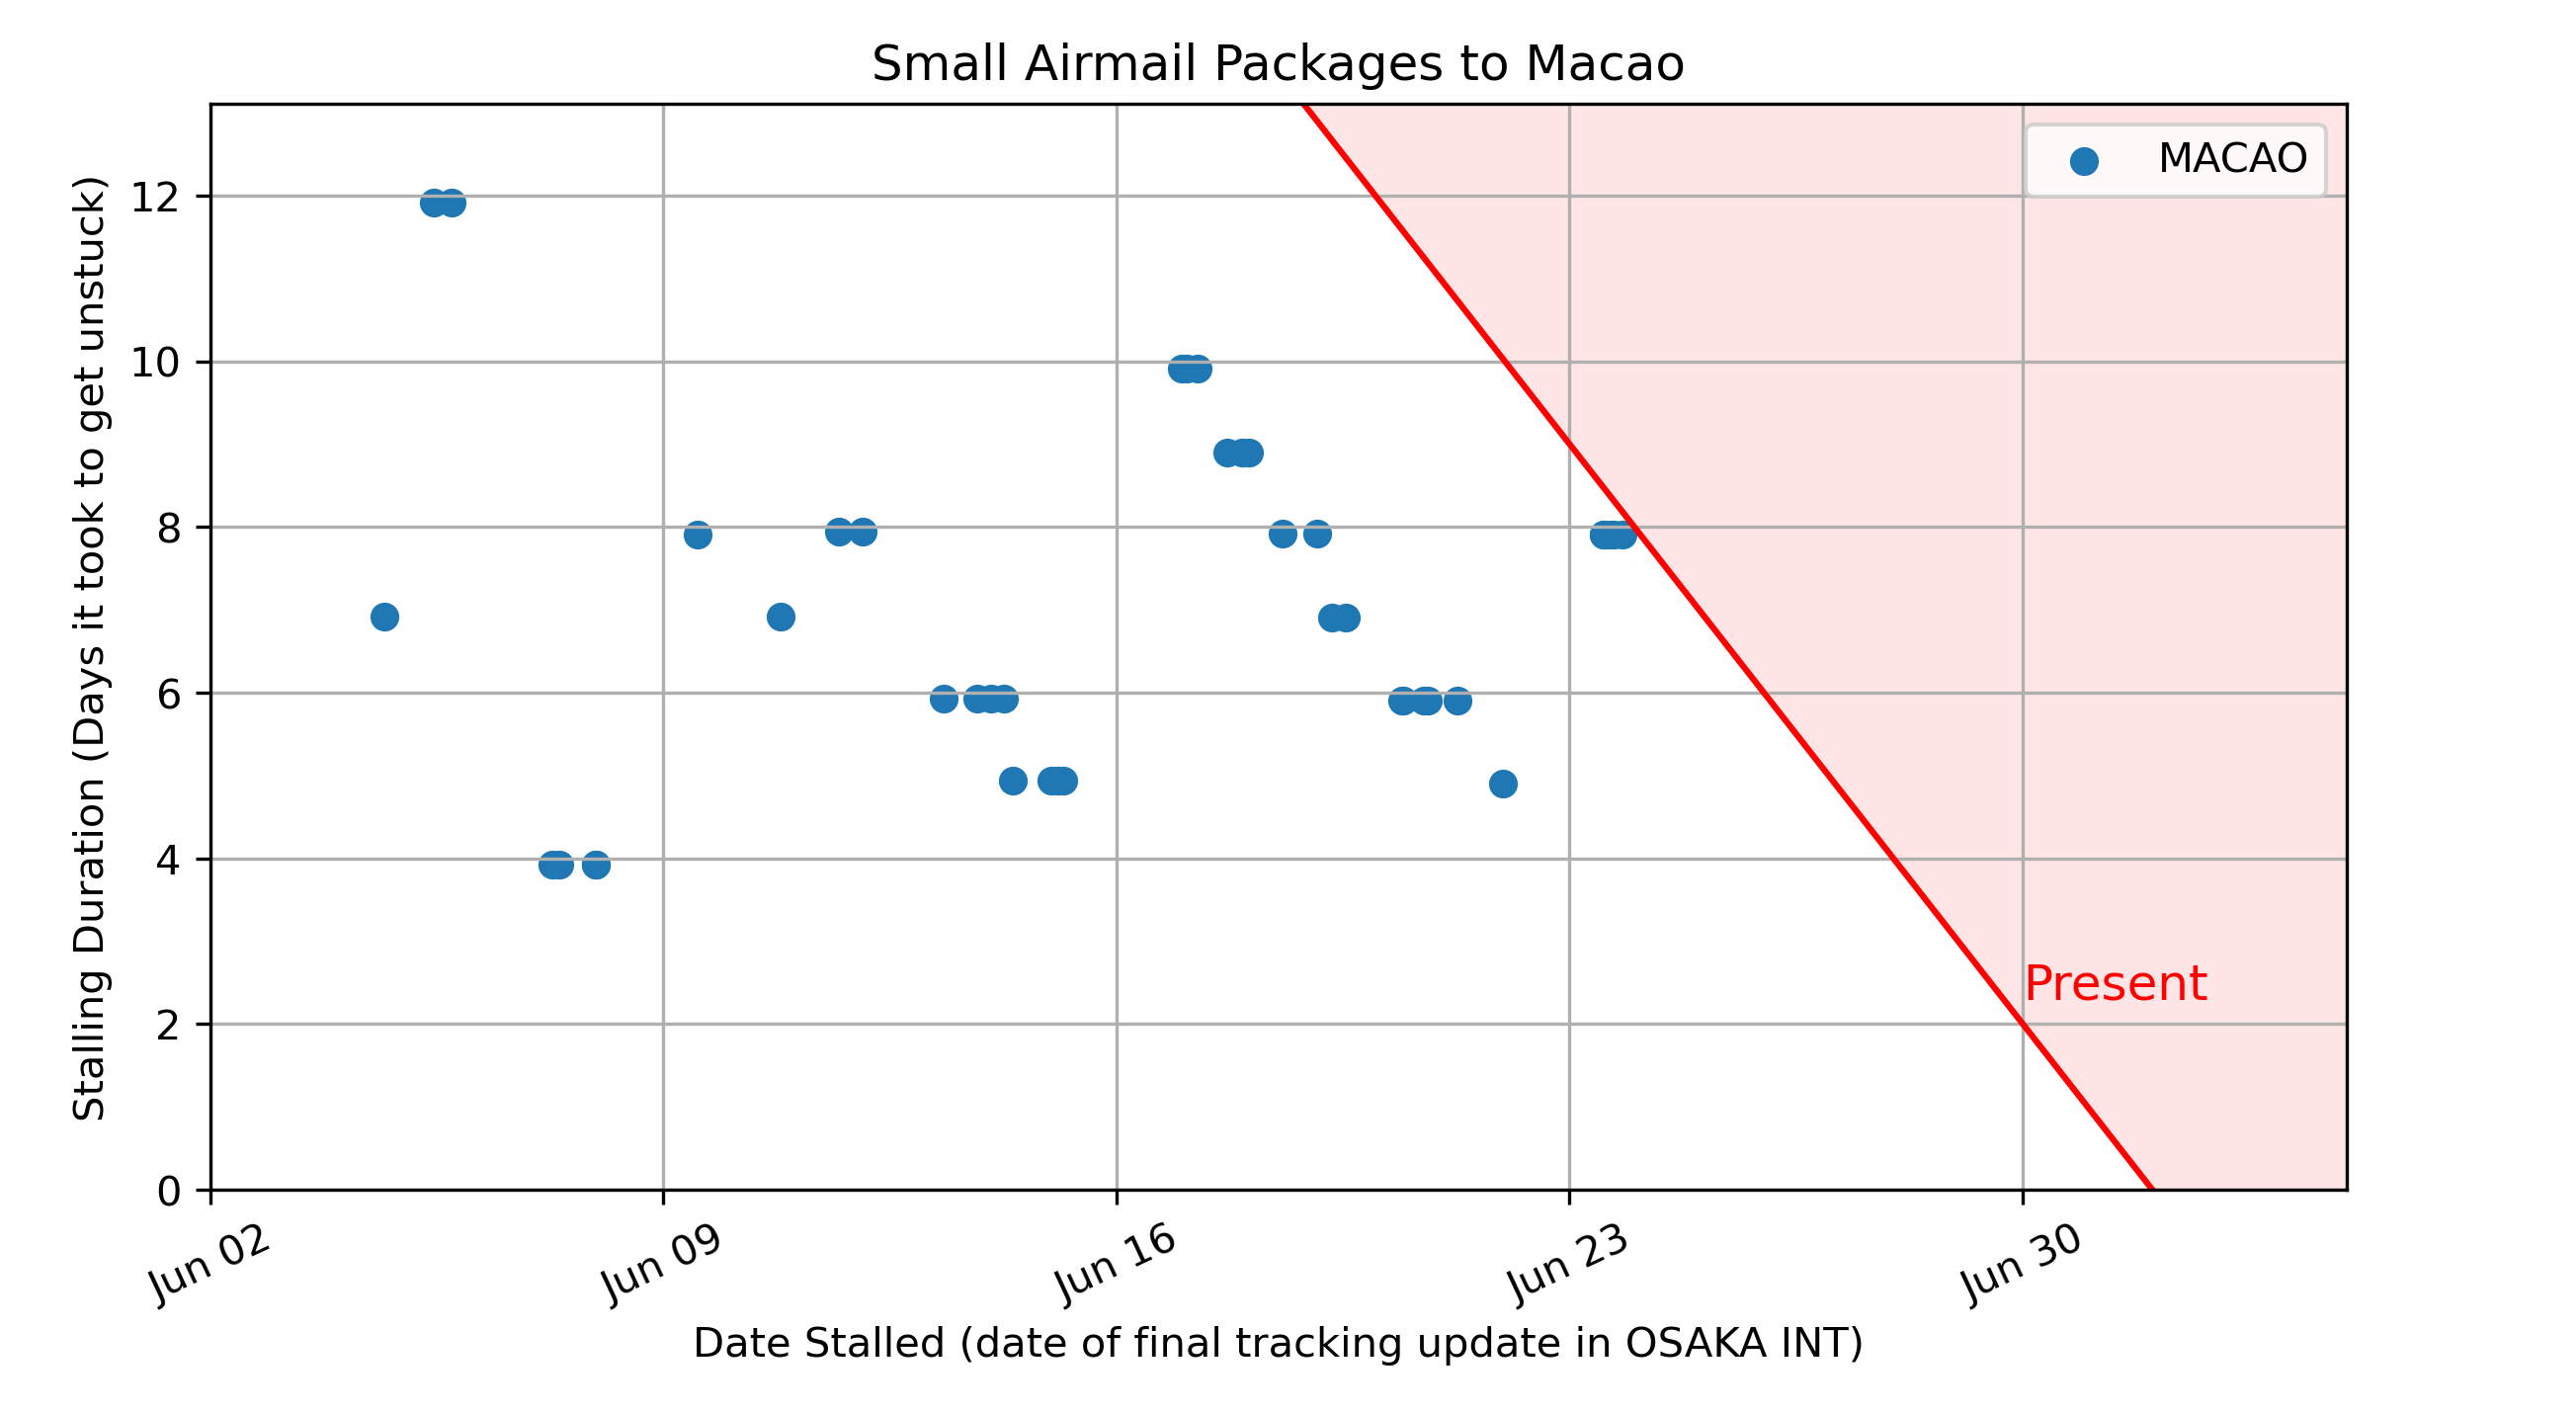 Small Airmail Packages to Macao
MACAO
Stalling Duration (Days it took to get unstuck)
12
10
8
6
4
2
0
Present
Jun 02
Jun 09
Jun 16
Jun 23
Jun 30
Date Stalled (date of final tracking update in OSAKA INT)